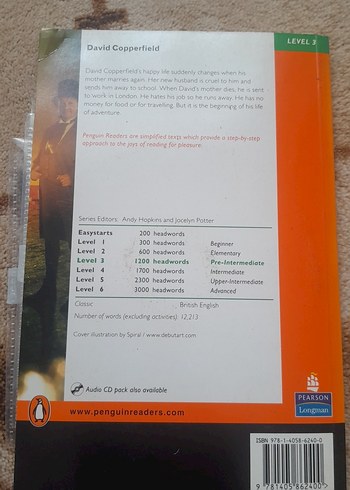 LEVEL 3
David Copperfield
David Copperfield's happy life suddenly changes when his
mother marries again. Her new husband is cruel to him and
sends him away to school. When David's mother dies, he is sent
to work in London. He hates his job so he runs away. He has no
money for food or for travelling. But it is the beginning of his life
of adventure.
Penguin Readers are simplified texts which provide a step-by-step
approach to the joys of reading for pleasure.
Series Editors: Andy Hopkins and Jocelyn Potter
Easystarts 200 headwords
Level 1 300 headwords Beginner
Level 2 600 headwords Elementary
Level 3 1200 headwords Pre-Intermediate
Level 4 1700 headwords Intermediate
Level 5 2300 headwords Upper-Intermediate
Level 6 3000 headwords Advanced
Classic British English
Number of words (excluding activities): 12,213
Cover illustration by Spiral / www.debutart.com
Audio CD pack also available
www.penguinreaders.com
PEARSON
Longman
ISBN 978-1-4058-6240-0
9 781405 862400